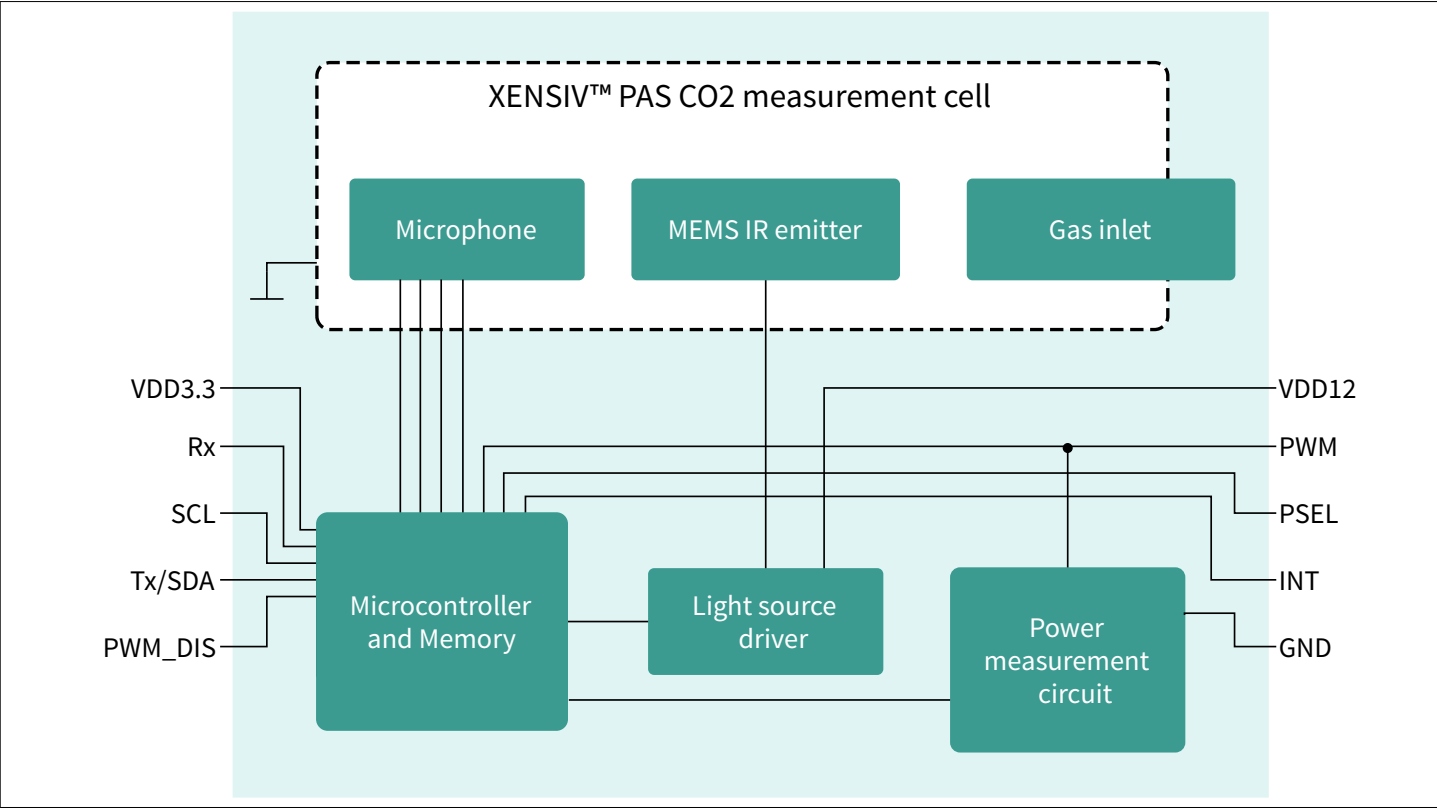 XENSIV™ PAS CO2 measurement cell
Microphone
MEMS IR emitter
Gas inlet
VDD3.3
Rx
SCL
Tx/SDA
PWM_DIS
VDD12
PWM
PSEL
INT
GND
Microcontroller
and Memory
Light source
driver
Power
measurement
circuit